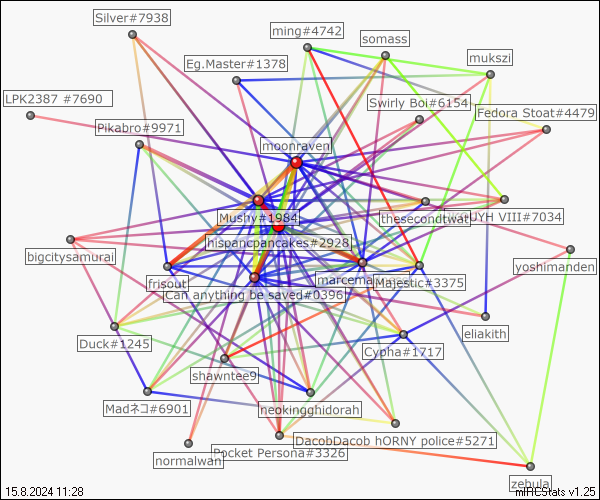 Silver#7938
ming#4742
somass
mukszi
Eg.Master#1378
LPK2387 #7690
Swirly Boi#6154
Fedora Stoat#4479
Pikabro#9971
moonraven
Mushy#1984
thesecondtwat
UYH VIII#7034
hispancpancakes#2928
bigcitysamurai
yoshimanden
frisout
marcema
Majestic#3375
Can anything be saved#0396
eliakith
Duck#1245
Cypha#1717
shawntee9
Madネコ#6901
neokingghidorah
DacobDacob hORNY police#5271
normalwan
Pocket Persona#3326
zehula
15.8.2024 11:28
mIRCStats v1.25